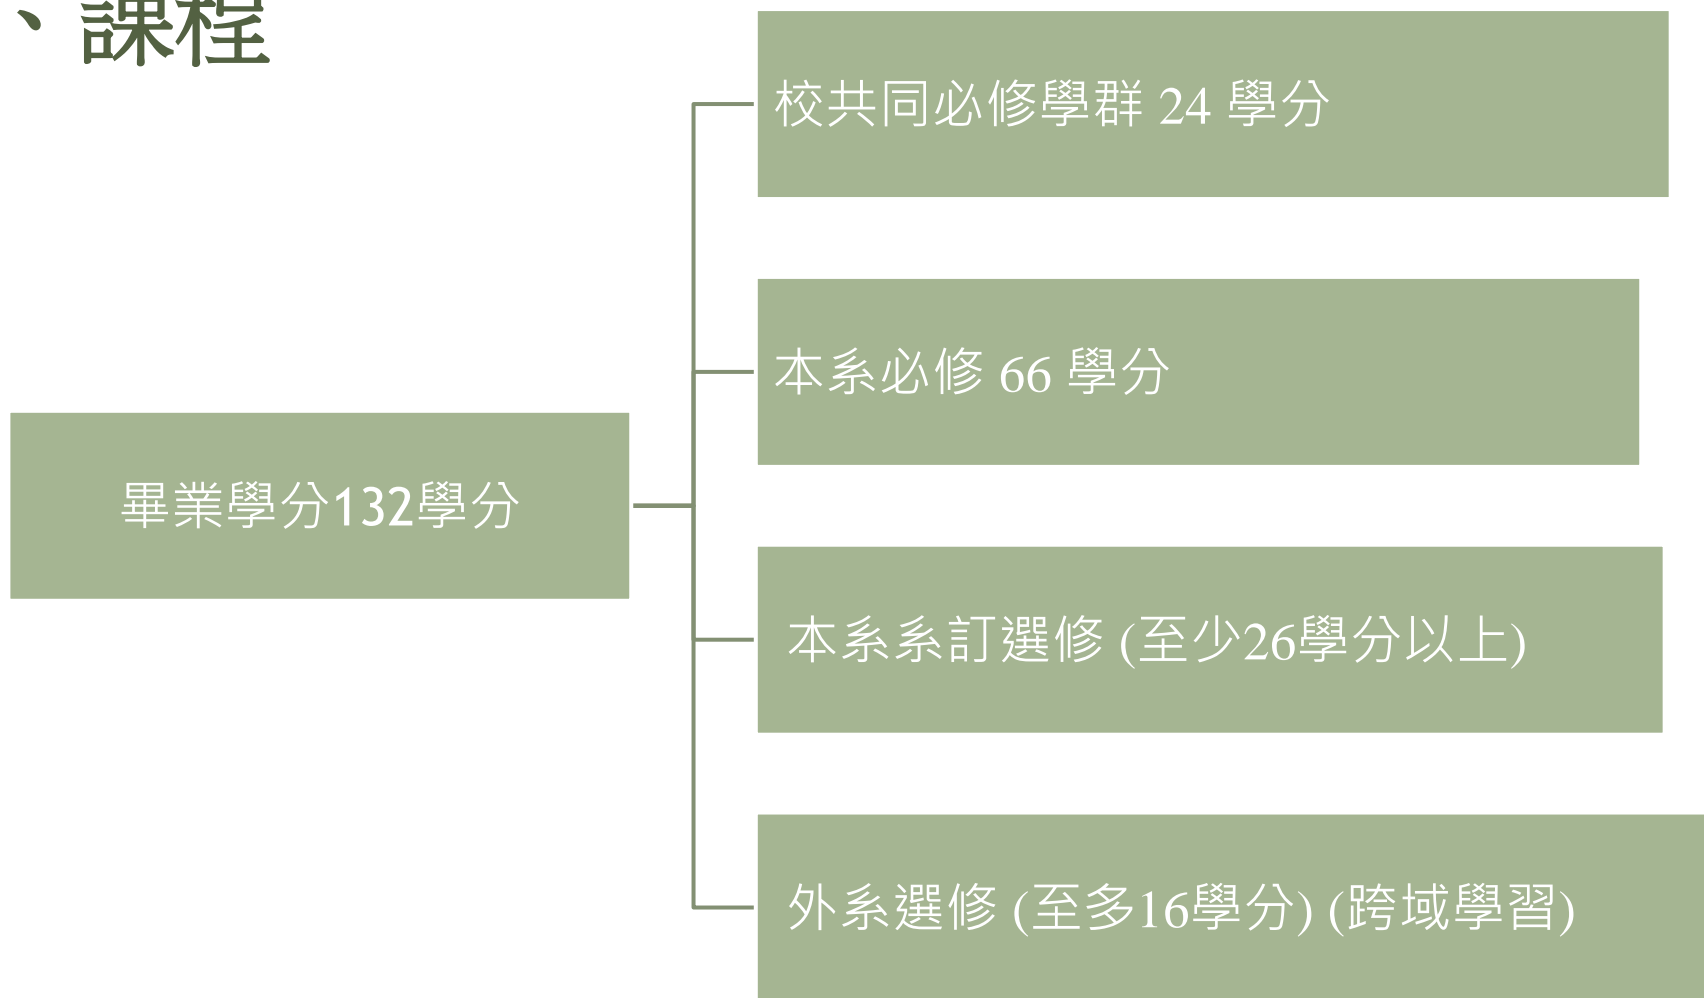 、課程
校共同必修學群 24 學分
本系必修 66 學分
畢業學分132學分
本系系訂選修 (至少26學分以上)
外系選修 (至多16學分) (跨域學習)